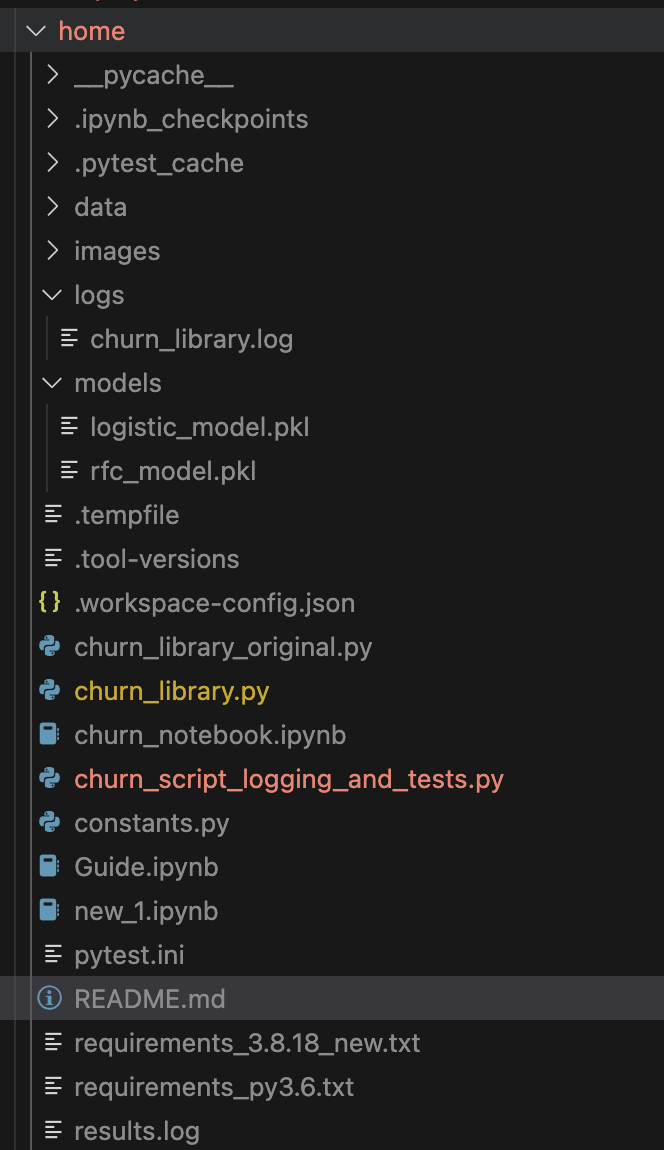 home
__pycache__
.ipynb_checkpoints
.pytest_cache
data
images
logs
churn_library.log
models
logistic_model.pkl
rfc_model.pkl
.tempfile
.tool-versions
{} .workspace-config.json
churn_library_original.py
churn_library.py
churn_notebook.ipynb
churn_script_logging_and_tests.py
constants.py
Guide.ipynb
new_1.ipynb
pytest.ini
README.md
requirements_3.8.18_new.txt
requirements_py3.6.txt
results.log